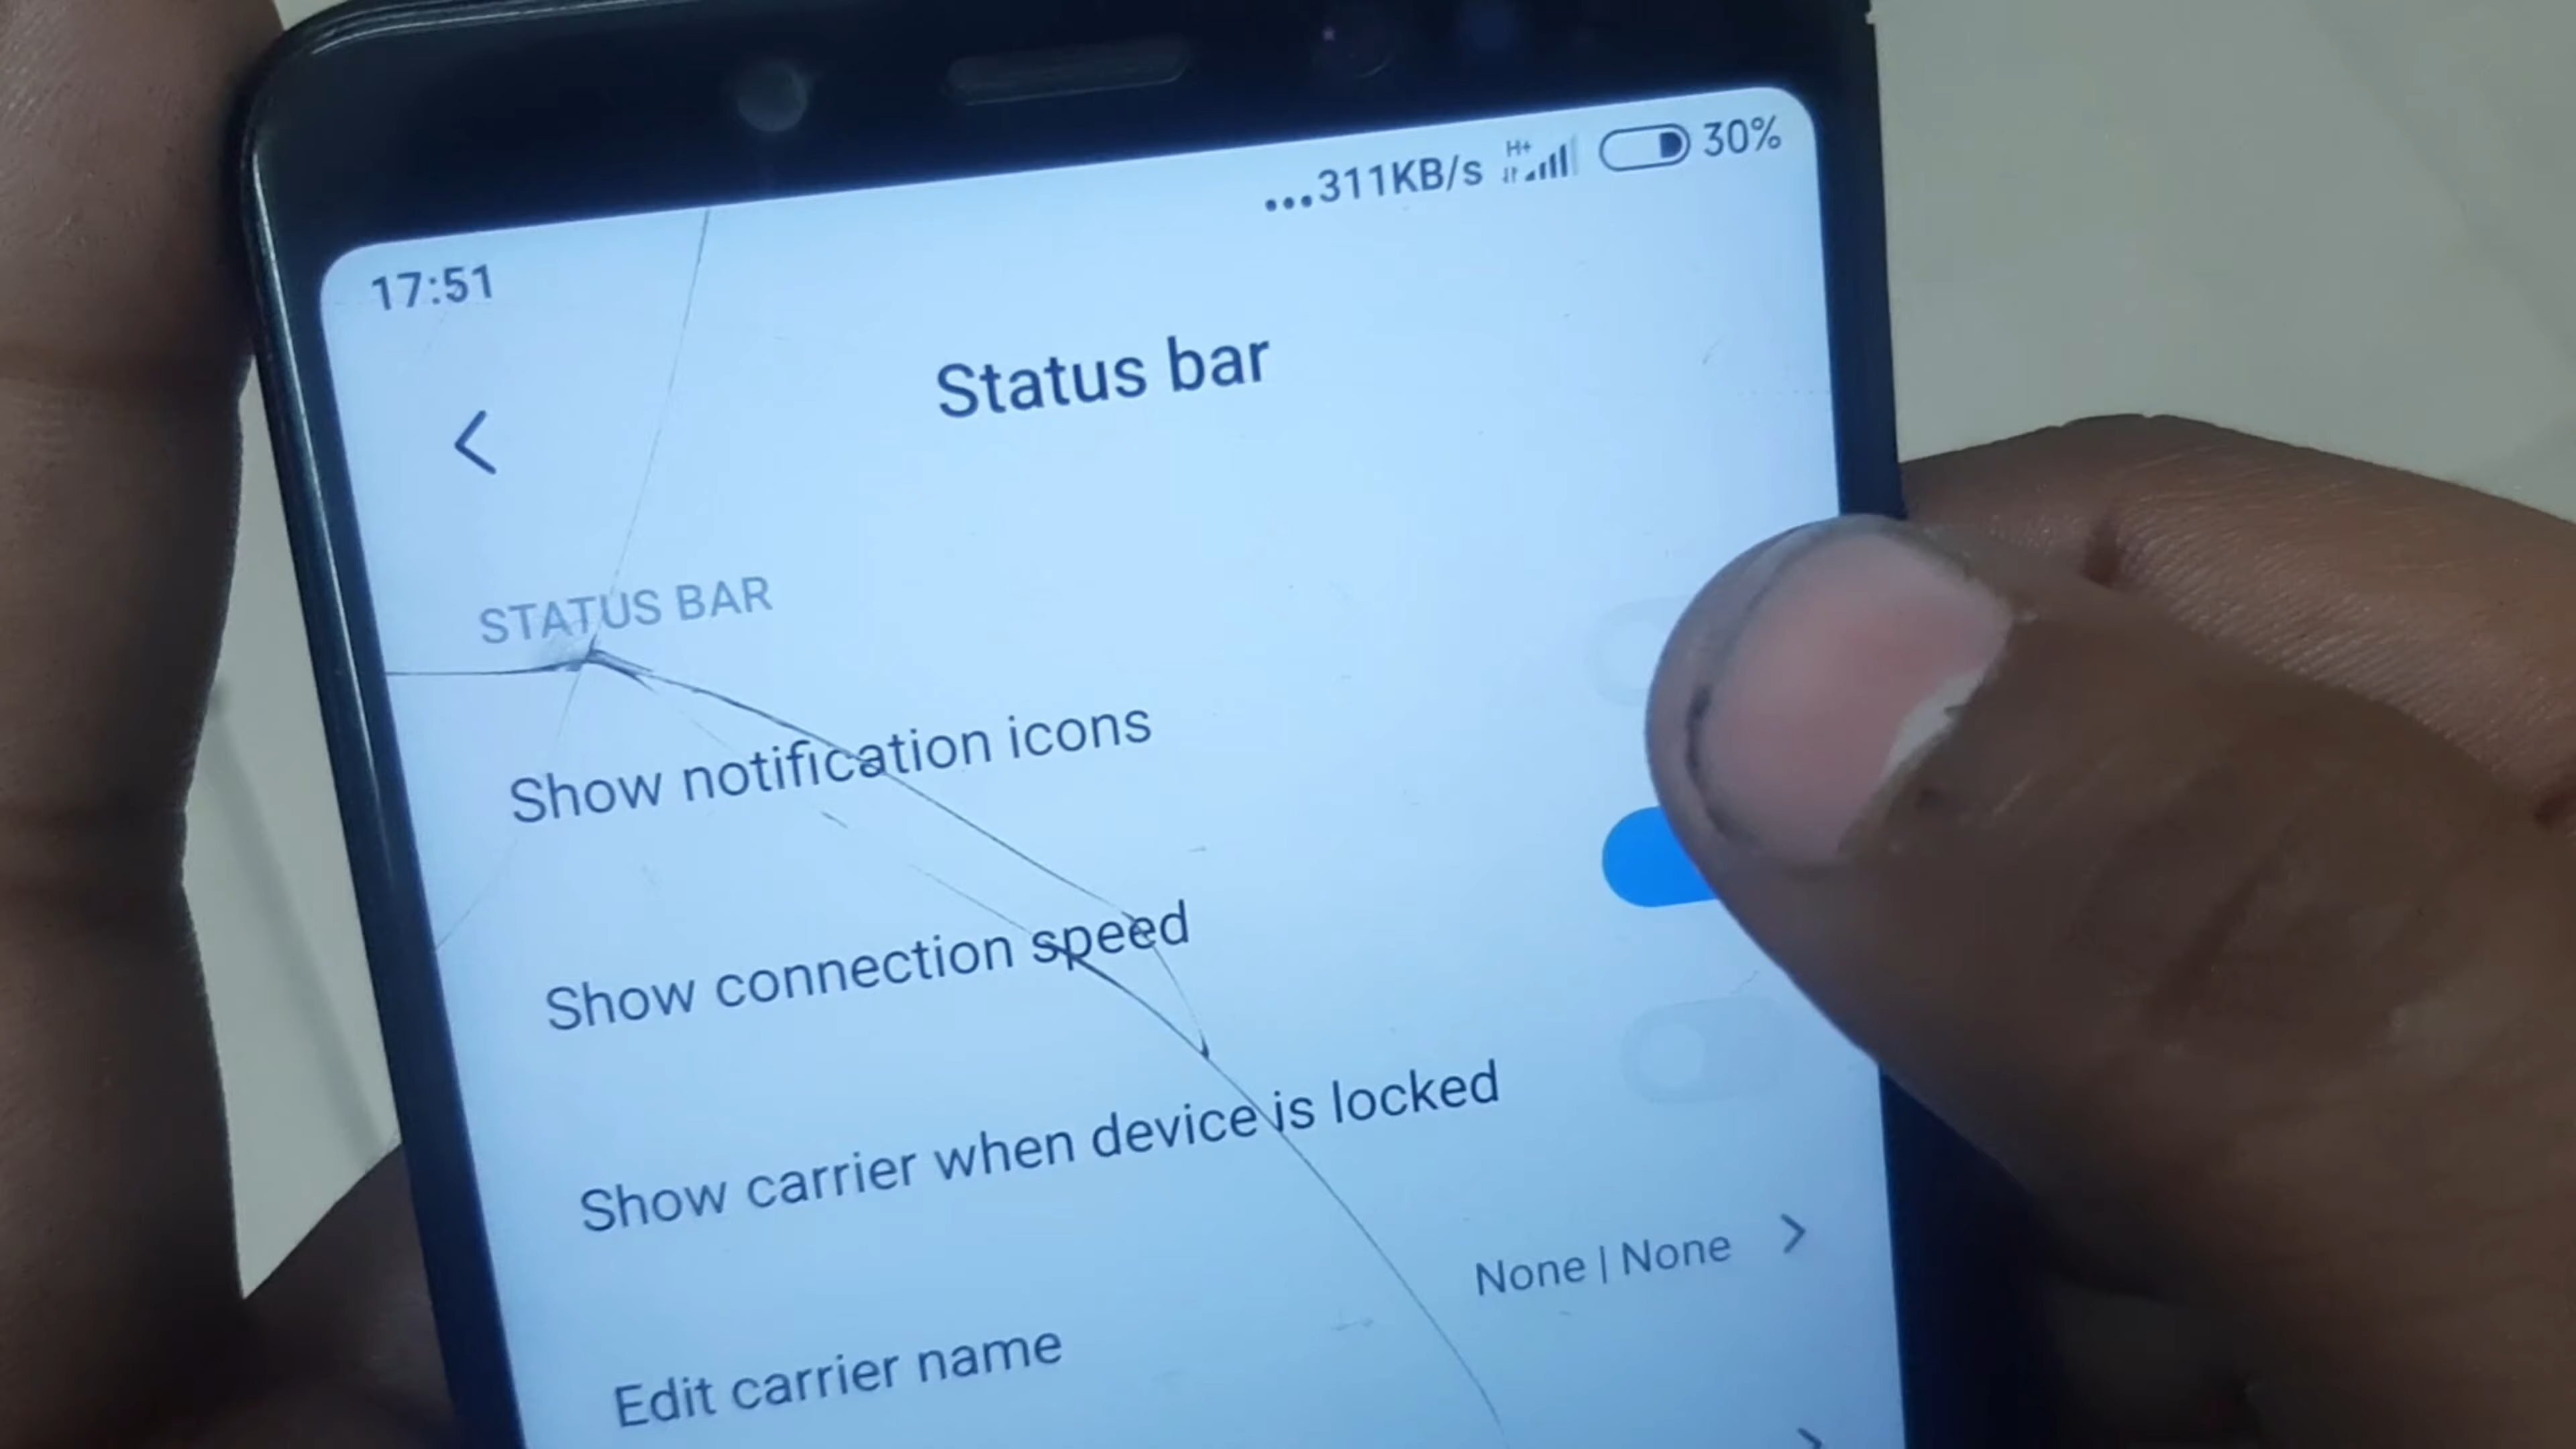 17:51
...311KB/s H+ 30%
Status bar
STATUS BAR
Show notification icons
Show connection speed
Show carrier when device is locked
None | None
Edit carrier name